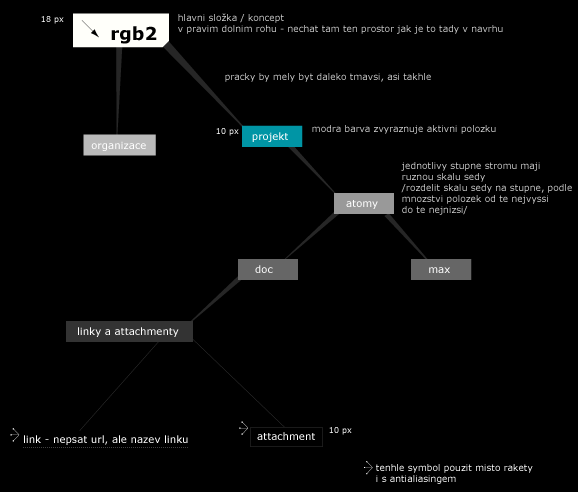 18 px
rgb2
hlavni složka / koncept
v pravim dolnim rohu - nechat tam ten prostor jak je to tady v navrhu
pracky by mely byt daleko tmavsi, asi takhle
organizace
10 px
projekt
modra barva zvyraznuje aktivni polozku
jednotlivy stupne stromu maji
ruznou skalu sedy
/rozdelit skalu sedy na stupne, podle
mnozstvi polozek od te nejvyssi
do te nejnizsi/
atomy
doc
max
linky a attachmenty
link - nepsat url, ale nazev linku
attachment
10 px
tenhle symbol pouzit misto rakety
i s antialiasingem